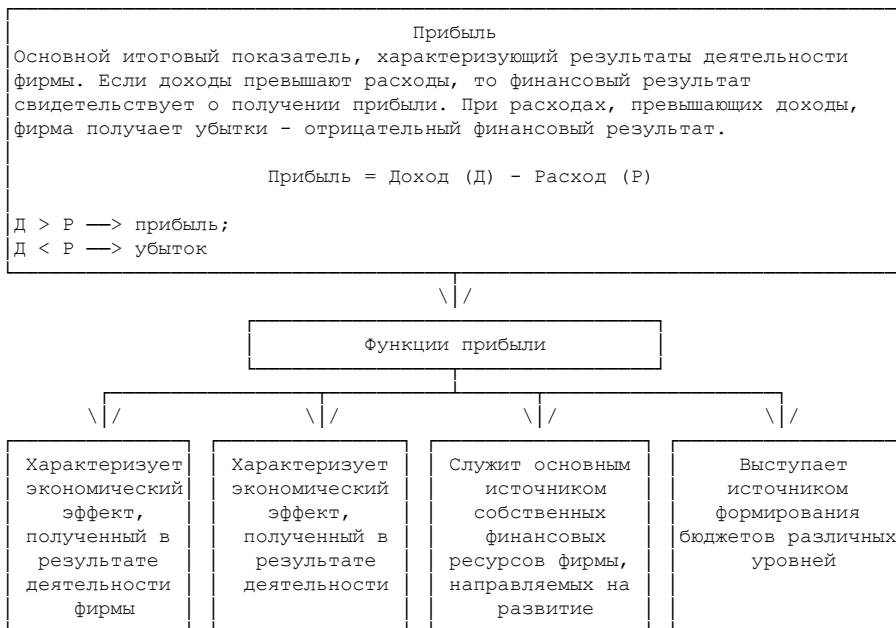 Прибыль
Основной итоговый показатель, характеризующий результаты деятельности
фирмы. Если доходы превышают расходы, то финансовый результат
свидетельствует о получении прибыли. При расходах, превышающих доходы,
фирма получает убытки - отрицательный финансовый результат.
Прибыль = Доход (Д) - Расход (Р)
Д > Р ──> прибыль;
Д < Р ──> убыток
Функции прибыли
Характеризует
экономический
эффект,
полученный в
результате
деятельности
фирмы
Характеризует
экономический
эффект,
полученный в
результате
деятельности
Служит основным
источником
собственных
финансовых
ресурсов фирмы,
направляемых на
развитие
Выступает
источником
формирования
бюджетов различных
уровней